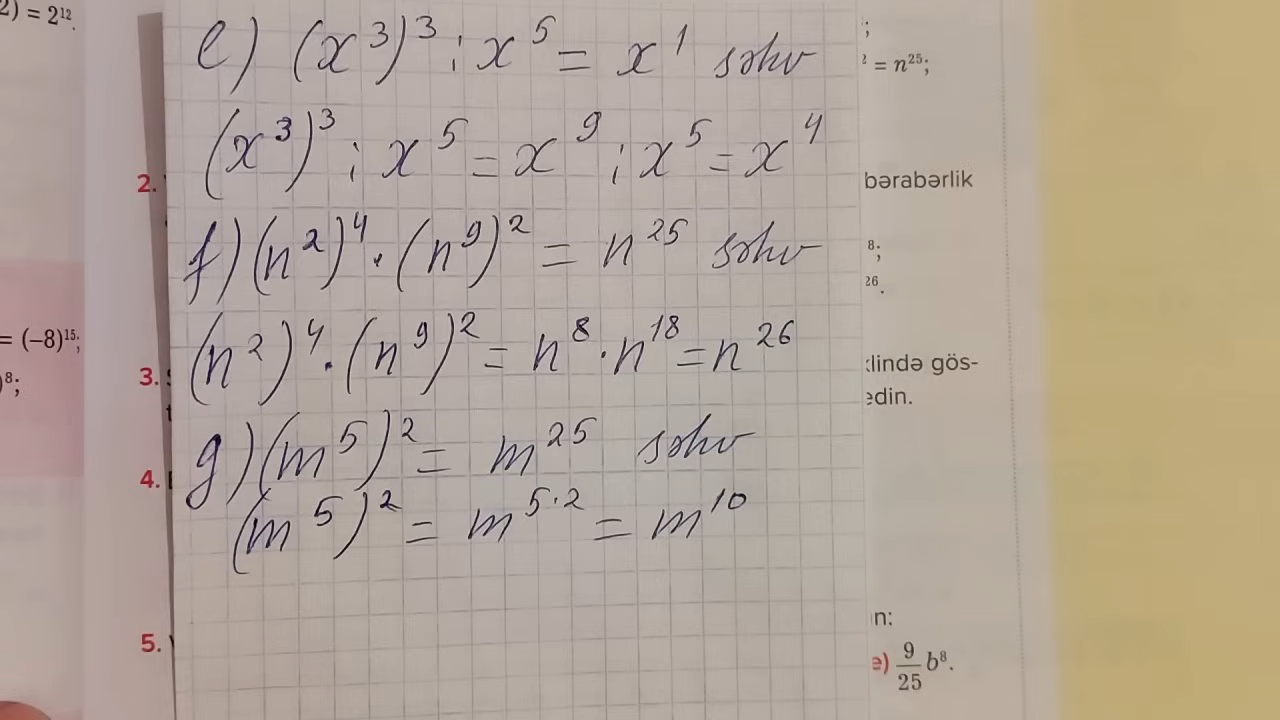 2) = 2¹².
e) (x³)³ : x⁵ = x¹ səhv
;
² = n²⁵;
(x³)³ : x⁵ = x⁹ : x⁵ = x⁴
2.
bərabərlik
f) (n²)⁴ · (n⁹)² = n²⁵ səhv
⁸;
²⁶.
= (–8)¹⁵;
)⁸;
(n²)⁴ · (n⁹)² = n⁸ · n¹⁸ = n²⁶
3.
klində gös-
edin.
g) (m⁵)² = m²⁵ səhv
4.
(m⁵)² = m⁵˙² = m¹⁰
5.
n:
e) 9/25 b⁸.